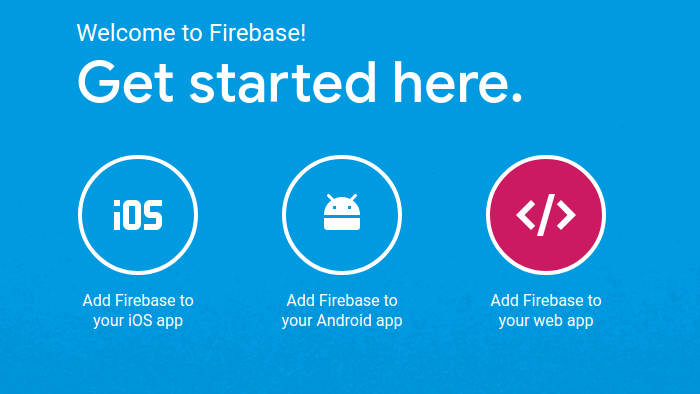 Welcome to Firebase!
Get started here.
iOS
</>
Add Firebase to
your iOS app
Add Firebase to
your Android app
Add Firebase to
your web app